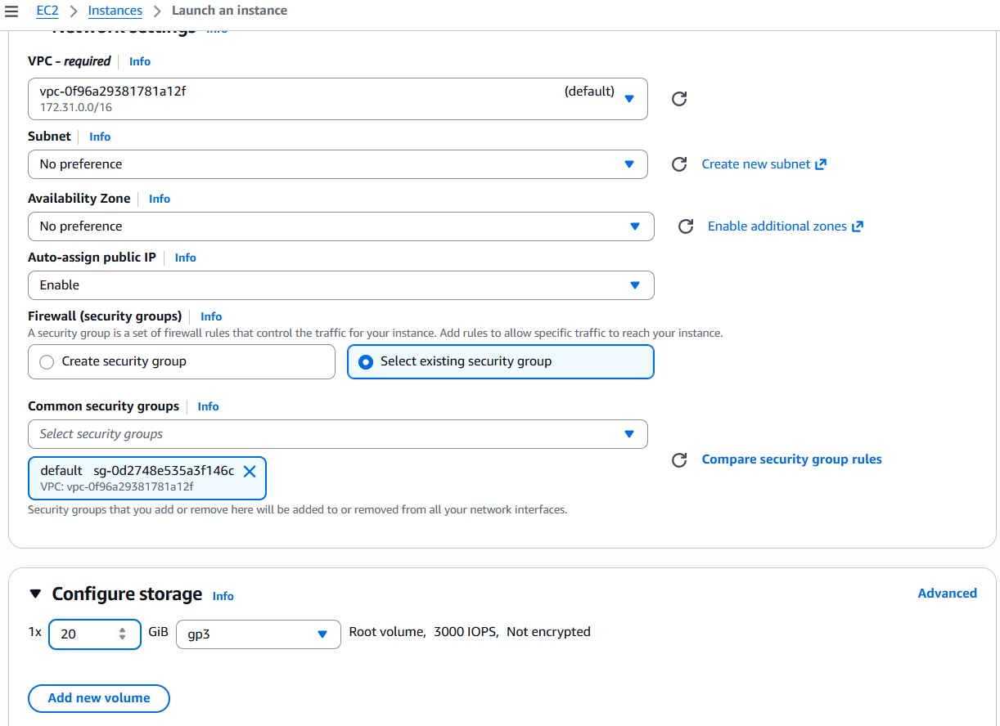 EC2 > Instances > Launch an instance
Network settings Info
VPC - required Info
vpc-0f96a29381781a12f (default)
172.31.0.0/16
Subnet Info
No preference
Create new subnet
Availability Zone Info
No preference
Enable additional zones
Auto-assign public IP Info
Enable
Firewall (security groups) Info
A security group is a set of firewall rules that control the traffic for your instance. Add rules to allow specific traffic to reach your instance.
Create security group
Select existing security group
Common security groups Info
Select security groups
default sg-0d2748e535a3f146c
VPC: vpc-0f96a29381781a12f
Compare security group rules
Security groups that you add or remove here will be added to or removed from all your network interfaces.
Configure storage Info
Advanced
1x 20 GiB gp3 Root volume, 3000 IOPS, Not encrypted
Add new volume